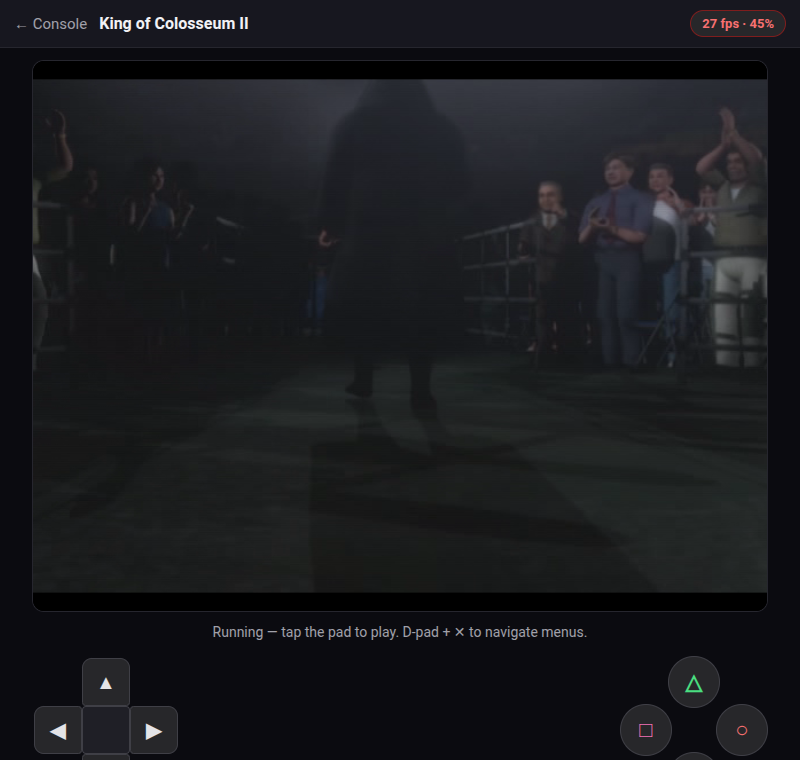 ← Console King of Colosseum II 27 fps · 45%
Running — tap the pad to play. D-pad + ✕ to navigate menus.
▲
△
◀ ▶ □ ○